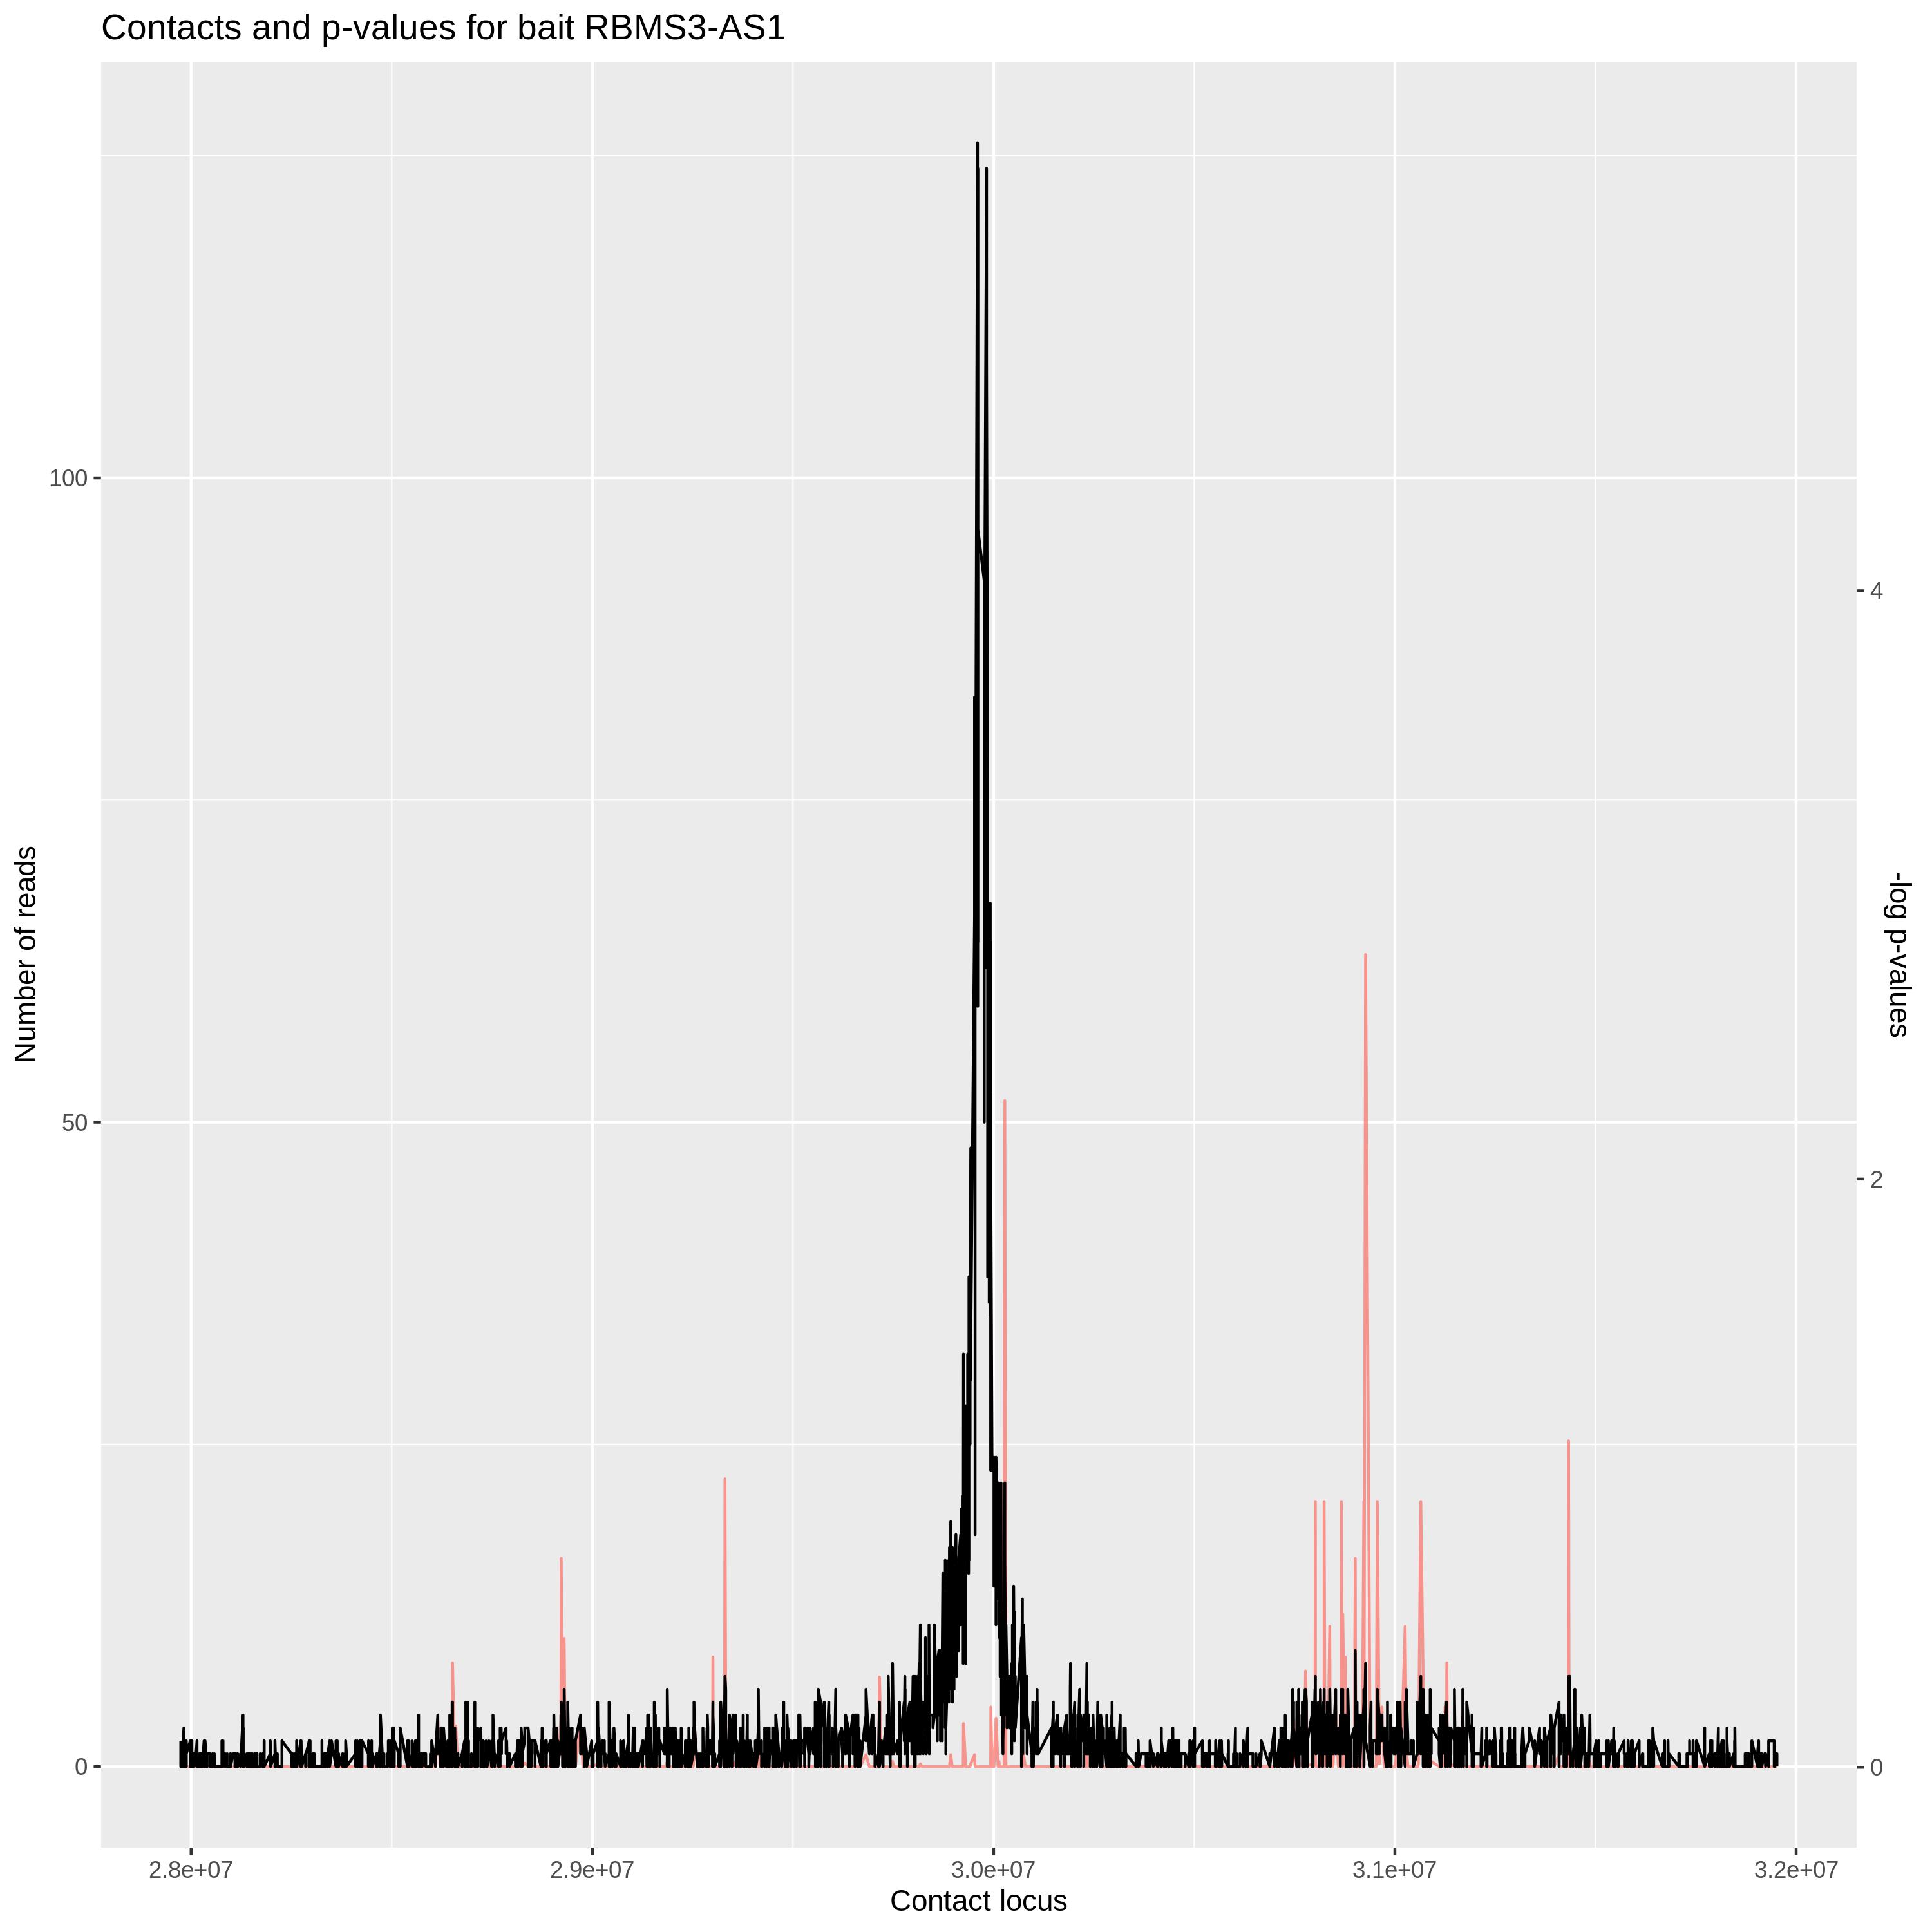 Contacts and p-values for bait RBMS3-AS1
100
50
0
Number of reads
4
2
0
-log p-values
2.8e+07
2.9e+07
3.0e+07
3.1e+07
3.2e+07
Contact locus